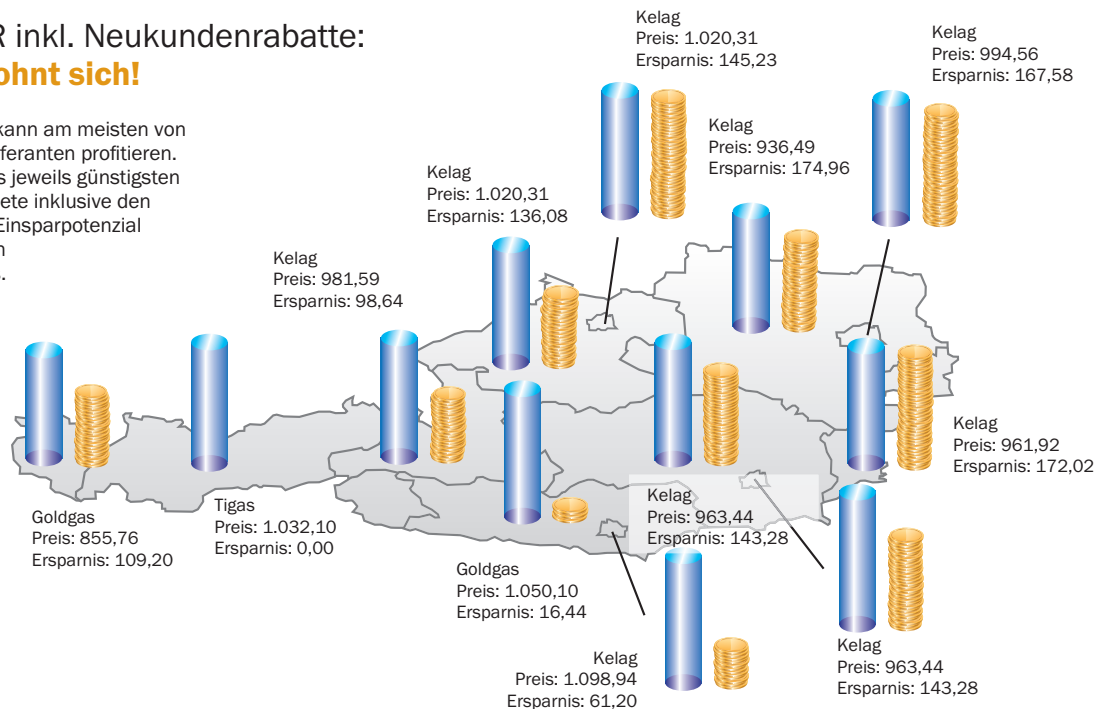 R inkl. Neukundenrabatte:
ohnt sich!
kann am meisten von
feranten profitieren.
s jeweils günstigsten
ete inklusive den
Einsparpotenzial
Kelag
Preis: 1.020,31
Ersparnis: 145,23
Kelag
Preis: 994,56
Ersparnis: 167,58
Kelag
Preis: 936,49
Ersparnis: 174,96
Kelag
Preis: 1.020,31
Ersparnis: 136,08
Kelag
Preis: 981,59
Ersparnis: 98,64
Goldgas
Preis: 855,76
Ersparnis: 109,20
Tigas
Preis: 1.032,10
Ersparnis: 0,00
Kelag
Preis: 961,92
Ersparnis: 172,02
Kelag
Preis: 963,44
Ersparnis: 143,28
Goldgas
Preis: 1.050,10
Ersparnis: 16,44
Kelag
Preis: 1.098,94
Ersparnis: 61,20
Kelag
Preis: 963,44
Ersparnis: 143,28